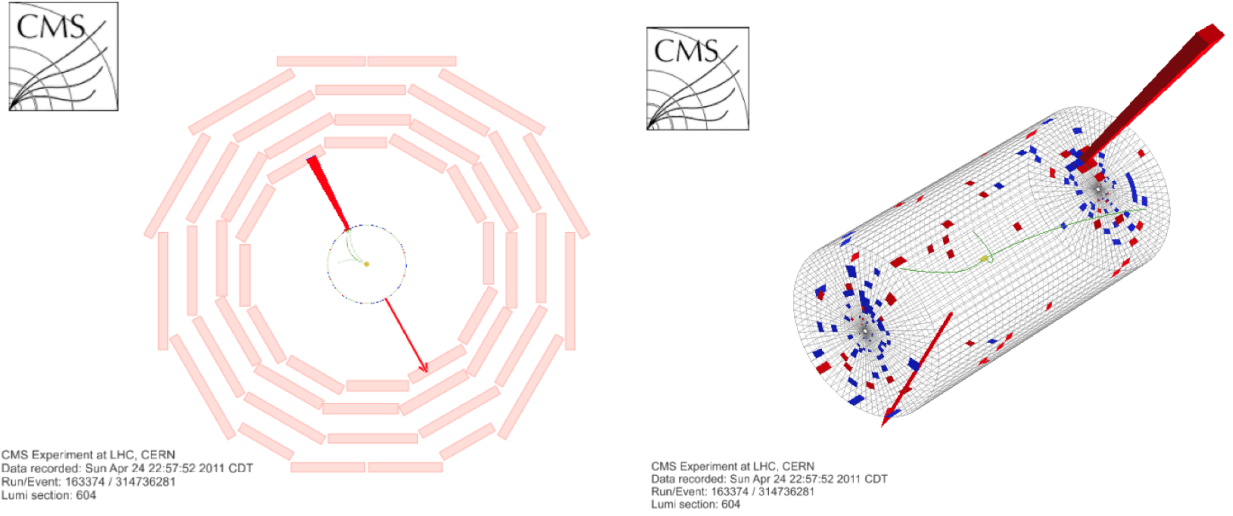 CMS
CMS Experiment at LHC, CERN
Data recorded: Sun Apr 24 22:57:52 2011 CDT
Run/Event: 163374 / 314736281
Lumi section: 604
CMS
CMS Experiment at LHC, CERN
Data recorded: Sun Apr 24 22:57:52 2011 CDT
Run/Event: 163374 / 314736281
Lumi section: 604